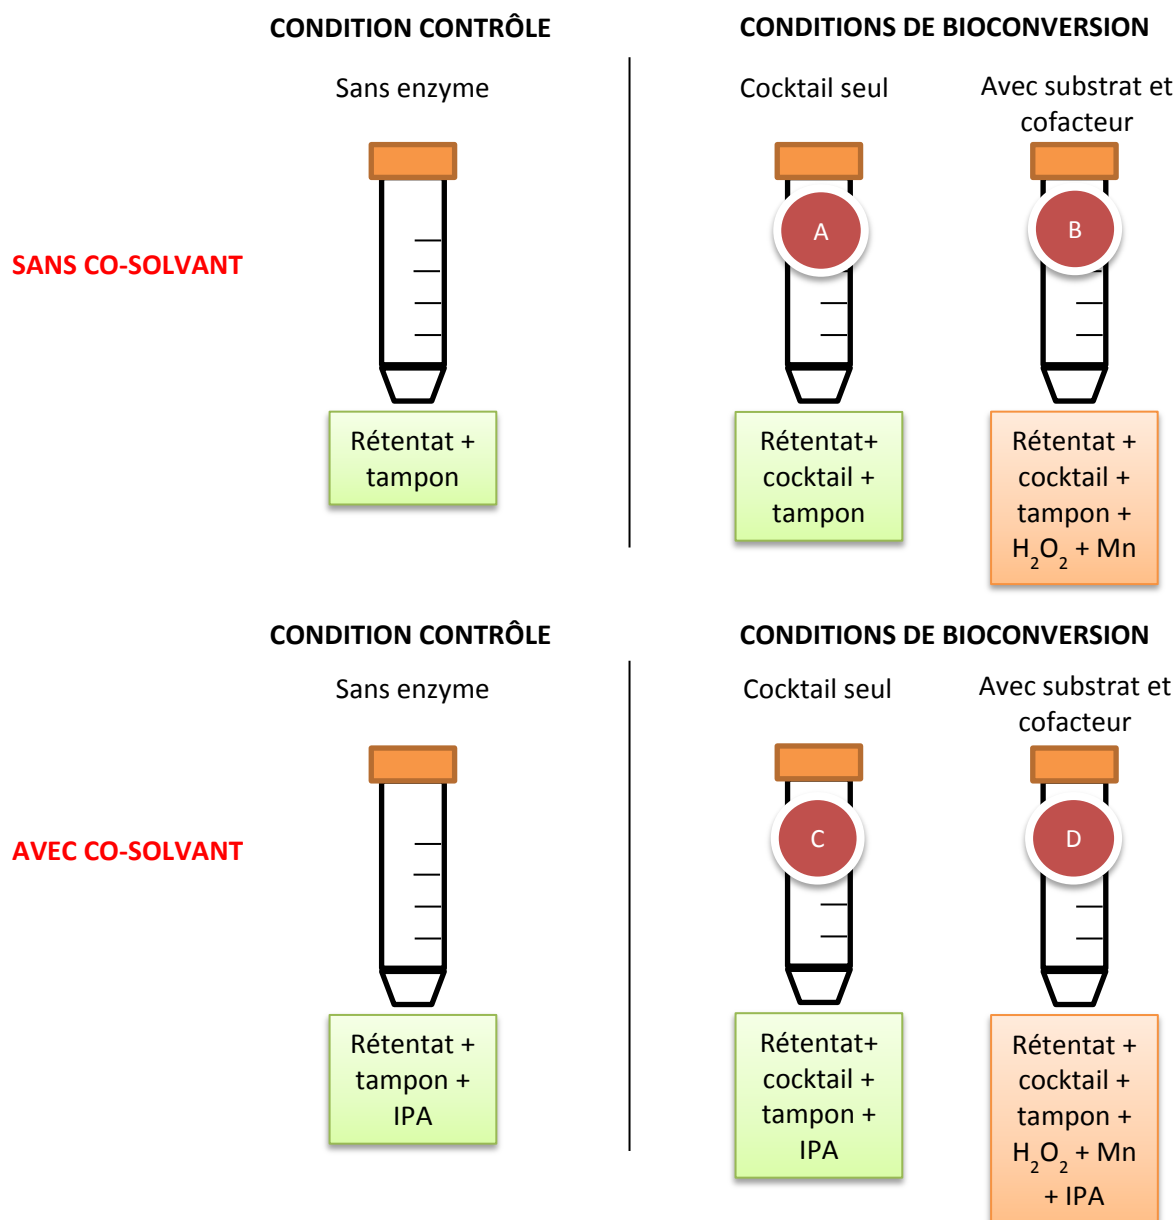 CONDITION CONTRÔLE
CONDITIONS DE BIOCONVERSION
Sans enzyme
Cocktail seul
Avec substrat et
cofacteur
SANS CO-SOLVANT
A
B
Rétentat +
tampon
Rétentat+
cocktail +
tampon
Rétentat +
cocktail +
tampon +
H₂O₂ + Mn
CONDITION CONTRÔLE
CONDITIONS DE BIOCONVERSION
Sans enzyme
Cocktail seul
Avec substrat et
cofacteur
AVEC CO-SOLVANT
C
D
Rétentat +
tampon +
IPA
Rétentat+
cocktail +
tampon +
IPA
Rétentat +
cocktail +
tampon +
H₂O₂ + Mn
+ IPA